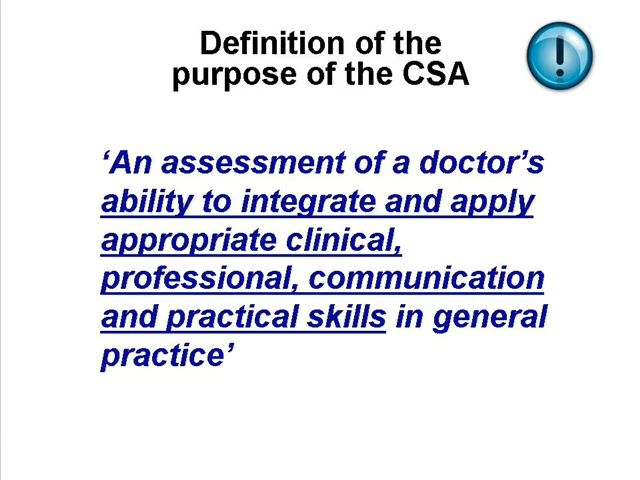 Definition of the
purpose of the CSA
!
‘An assessment of a doctor’s
ability to integrate and apply
appropriate clinical,
professional, communication
and practical skills in general
practice’